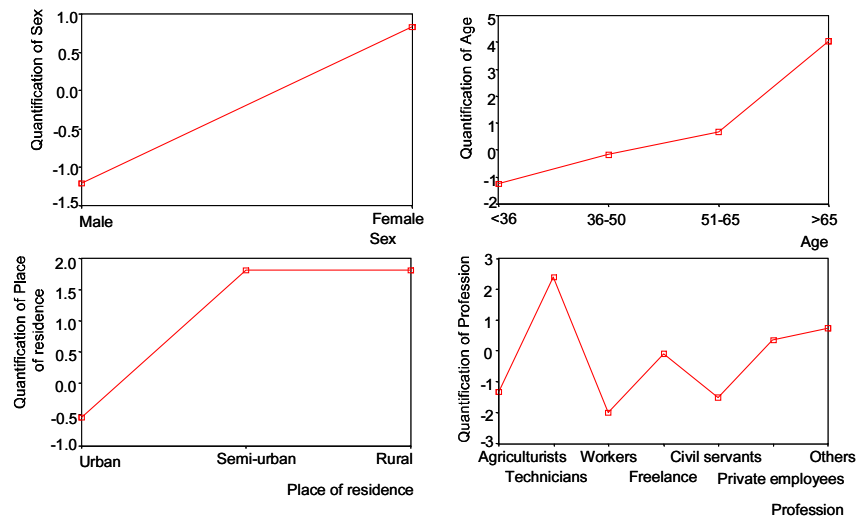 Quantification of Sex
1.0
0.5
0.0
-0.5
-1.0
-1.5
Male
Female
Sex
Quantification of Age
5
4
3
2
1
0
-1
-2
<36
36-50
51-65
>65
Age
Quantification of Place
of residence
2.0
1.5
1.0
0.5
0.0
-0.5
-1.0
Urban
Semi-urban
Rural
Place of residence
Quantification of Profession
3
2
1
0
-1
-2
-3
Agriculturists
Workers
Civil servants
Others
Technicians
Freelance
Private employees
Profession